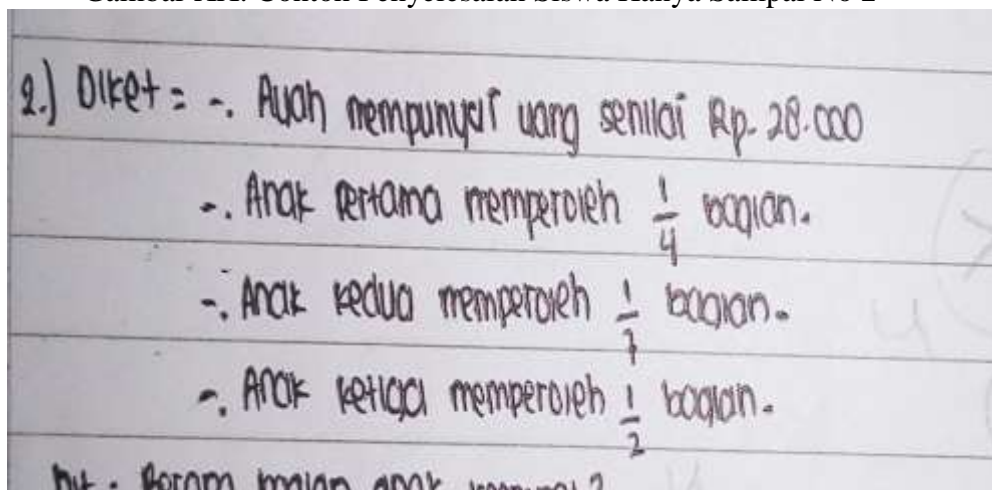 2.) Diket = -. Ayah mempunyai uang senilai Rp. 28.000
-. Anak pertama memperoleh 1/4 bagian.
-. Anak kedua memperoleh 1/7 bagian.
-. Anak ketiga memperoleh 1/2 bagian.